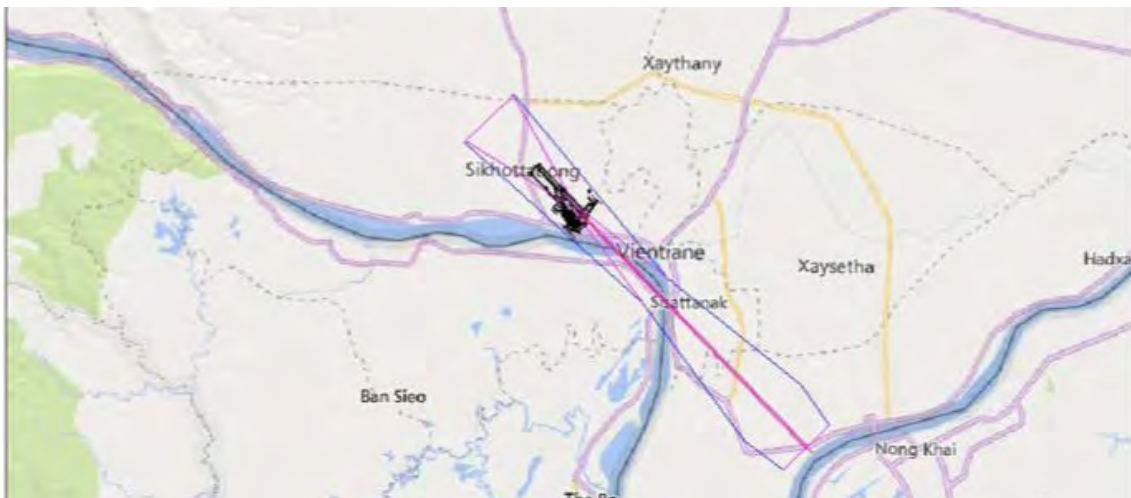 Xaythany
Sikhottabong
Vientiane
Xaysetha
Hadxa
Sisattanak
Ban Sieo
Nong Khai